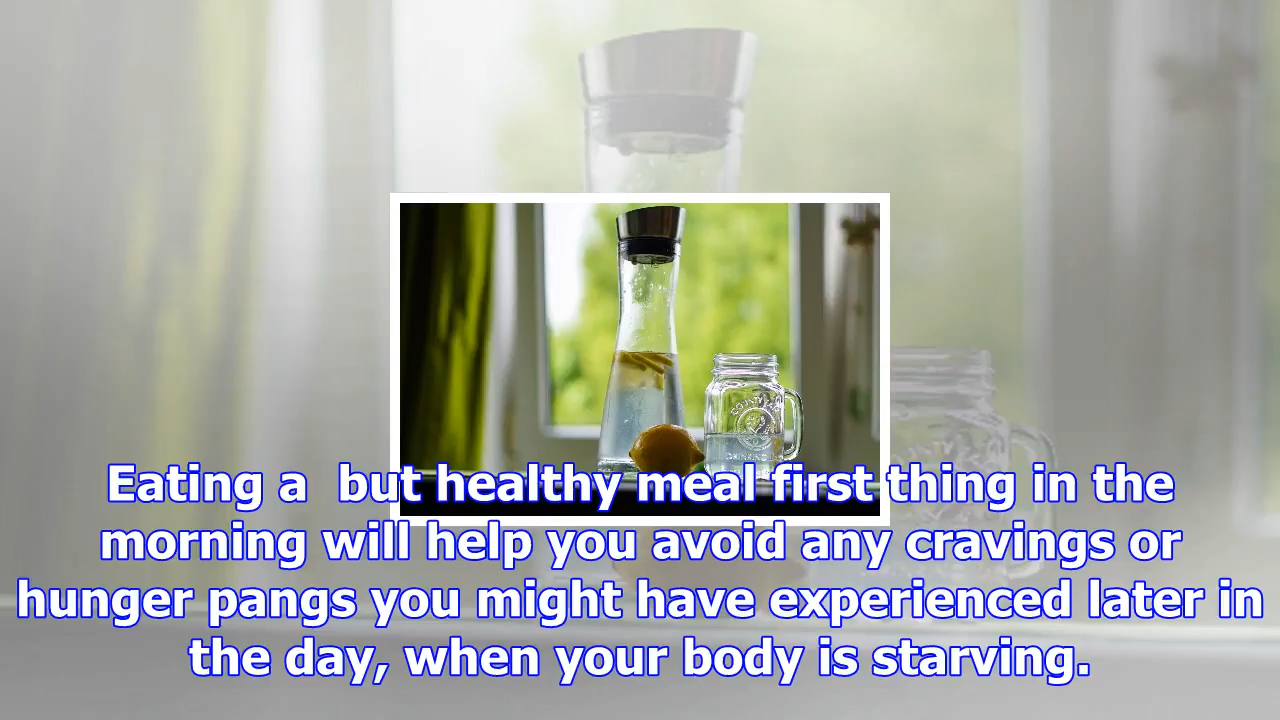 Eating a  but healthy meal first thing in the
morning will help you avoid any cravings or
hunger pangs you might have experienced later in
the day, when your body is starving.